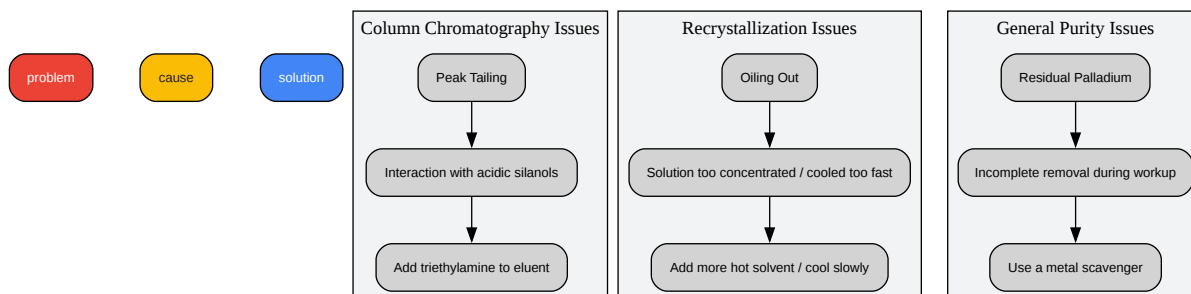 Column Chromatography Issues
Recrystallization Issues
General Purity Issues
problem
cause
solution
Peak Tailing
Oiling Out
Residual Palladium
Interaction with acidic silanols
Solution too concentrated / cooled too fast
Incomplete removal during workup
Add triethylamine to eluent
Add more hot solvent / cool slowly
Use a metal scavenger